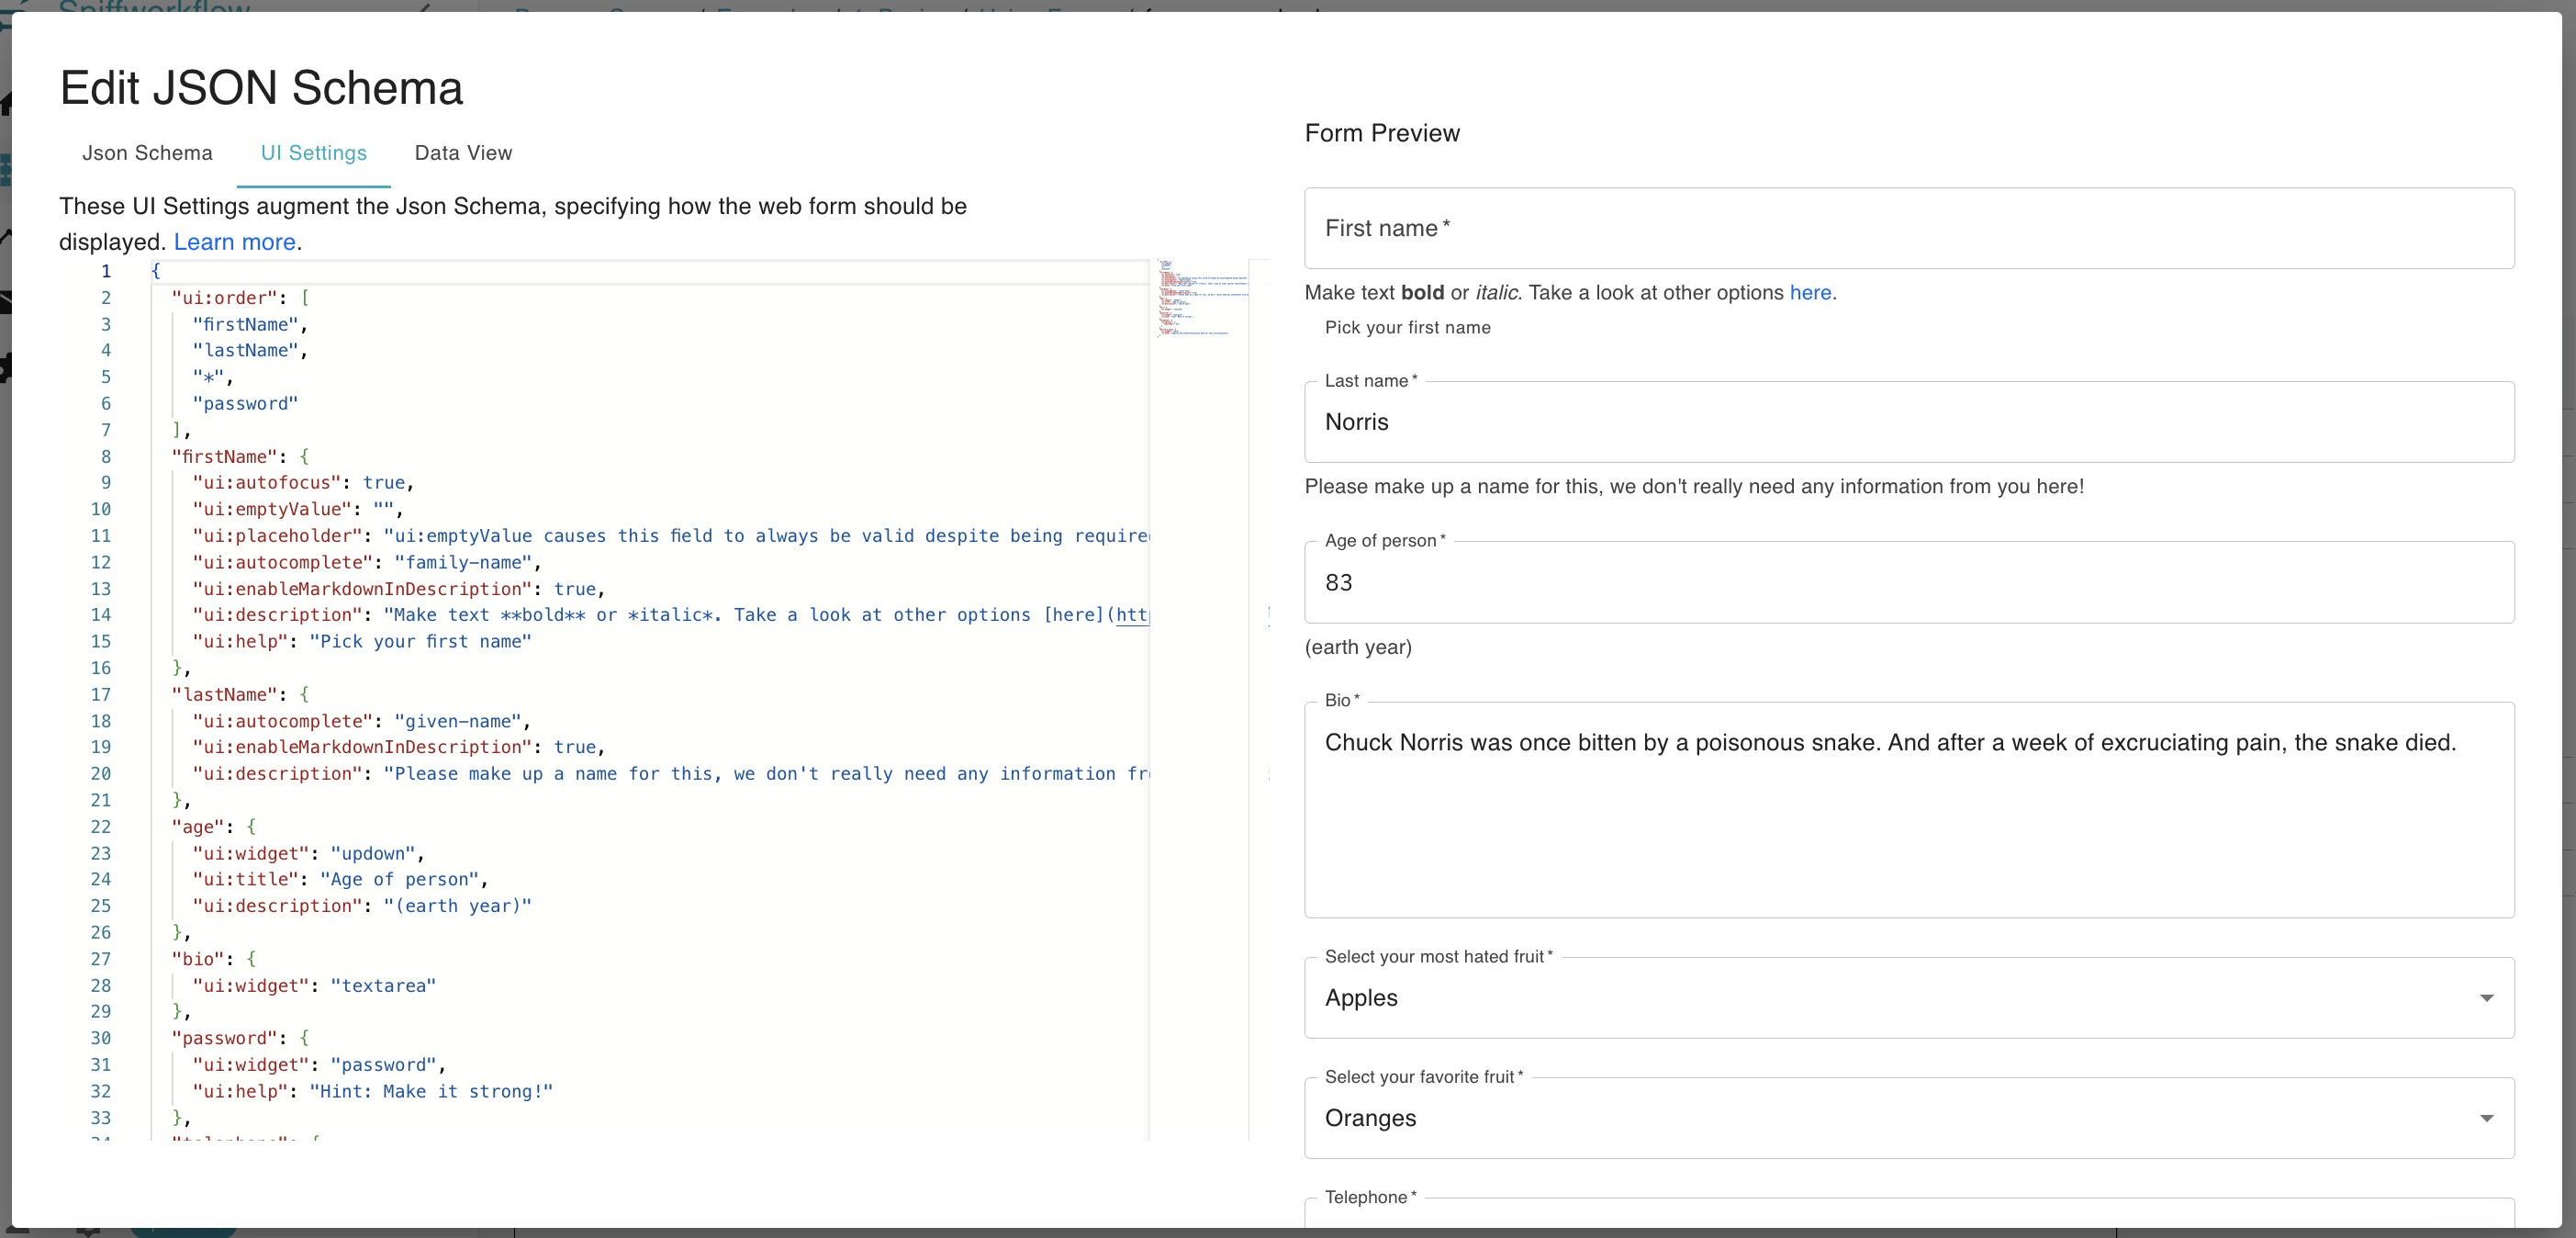 Spiffworkflow
Edit JSON Schema
Json Schema UI Settings Data View
These UI Settings augment the Json Schema, specifying how the web form should be
displayed. Learn more.
1 {
2 "ui:order": [
3 "firstName",
4 "lastName",
5 "*",
6 "password"
7 ],
8 "firstName": {
9 "ui:autofocus": true,
10 "ui:emptyValue": "",
11 "ui:placeholder": "ui:emptyValue causes this field to always be valid despite being require
12 "ui:autocomplete": "family-name",
13 "ui:enableMarkdownInDescription": true,
14 "ui:description": "Make text **bold** or *italic*. Take a look at other options [here](htt
15 "ui:help": "Pick your first name"
16 },
17 "lastName": {
18 "ui:autocomplete": "given-name",
19 "ui:enableMarkdownInDescription": true,
20 "ui:description": "Please make up a name for this, we don't really need any information fr
21 },
22 "age": {
23 "ui:widget": "updown",
24 "ui:title": "Age of person",
25 "ui:description": "(earth year)"
26 },
27 "bio": {
28 "ui:widget": "textarea"
29 },
30 "password": {
31 "ui:widget": "password",
32 "ui:help": "Hint: Make it strong!"
33 },
Form Preview
First name *
Make text bold or italic. Take a look at other options here.
Pick your first name
Last name *
Norris
Please make up a name for this, we don't really need any information from you here!
Age of person *
83
(earth year)
Bio *
Chuck Norris was once bitten by a poisonous snake. And after a week of excruciating pain, the snake died.
Select your most hated fruit *
Apples
Select your favorite fruit *
Oranges
Telephone *